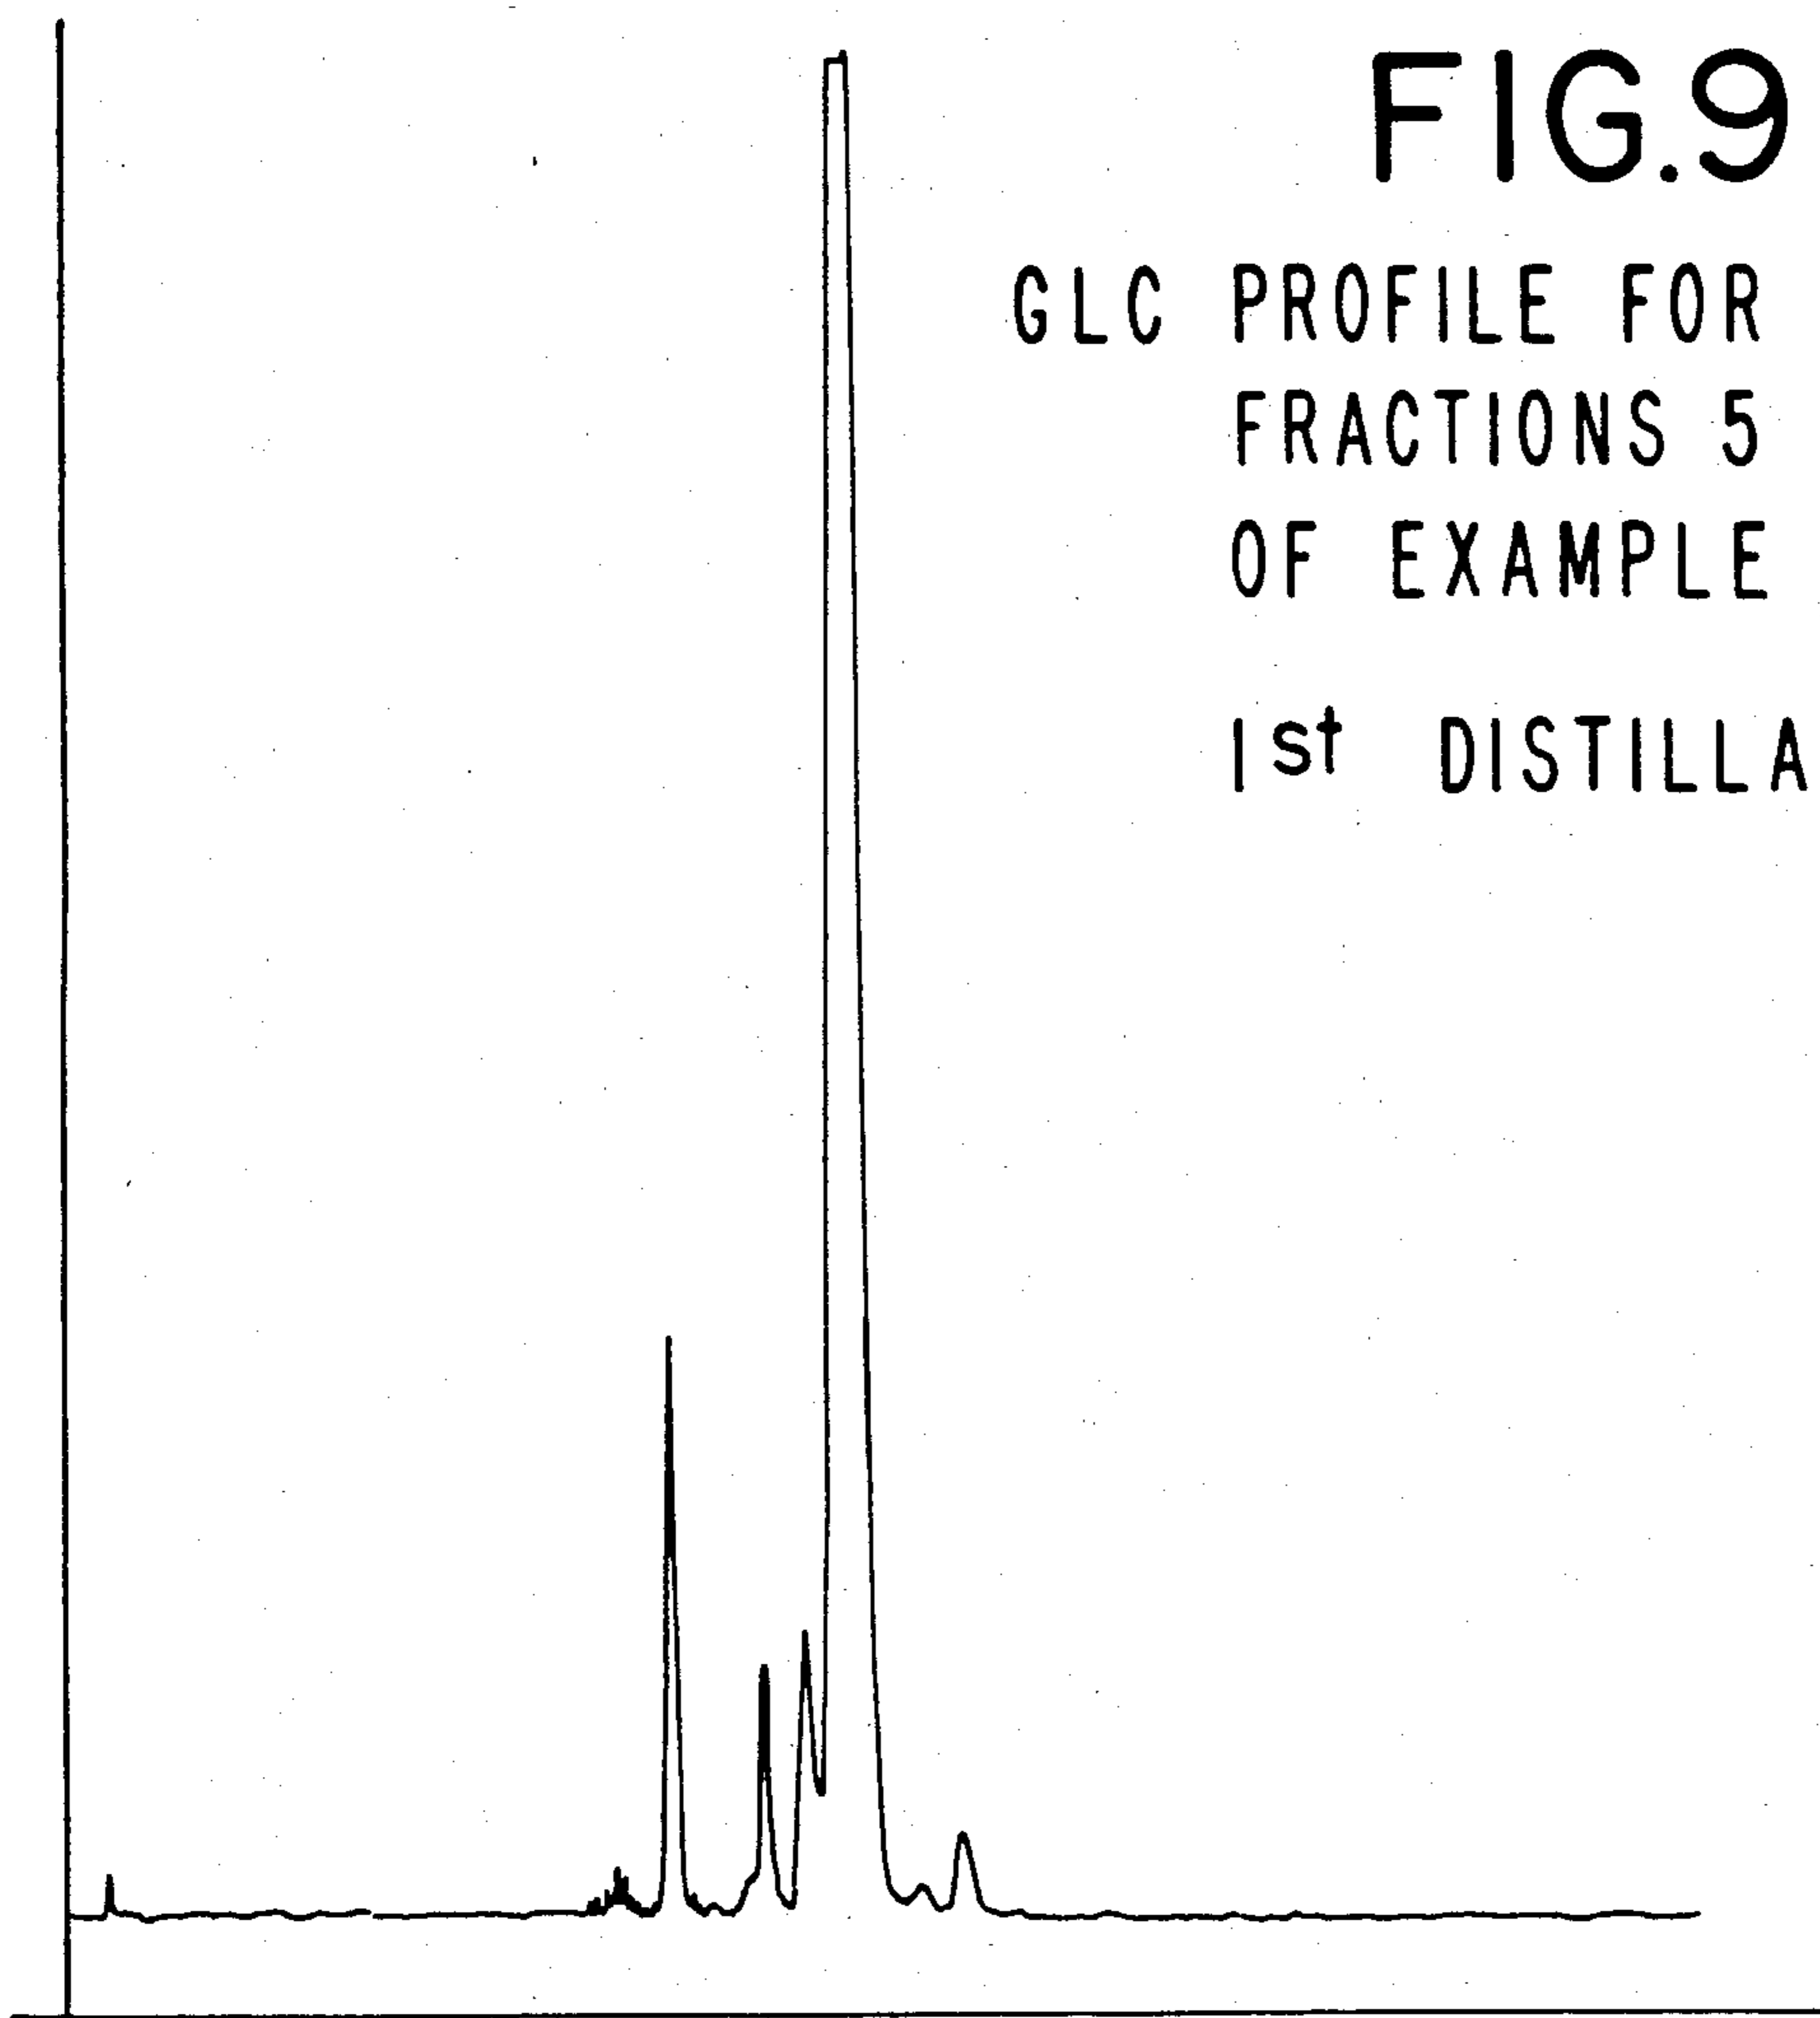 FIG.9
GLC PROFILE FOR
FRACTIONS 5
OF EXAMPLE
1st DISTILLA